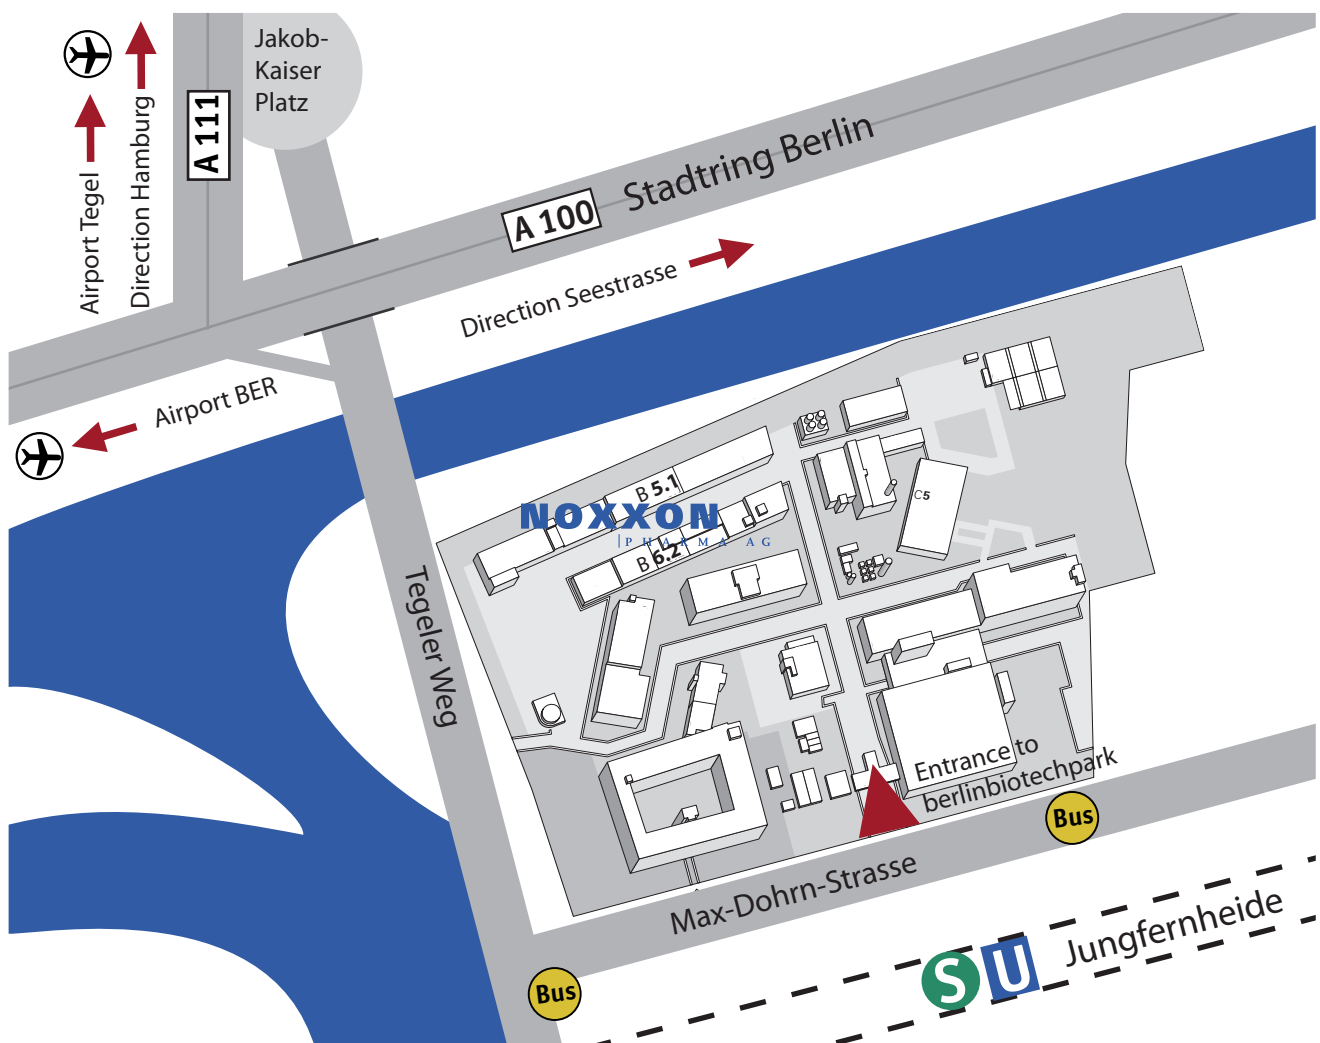 Jakob-
Kaiser
Platz
A 111
Direction Hamburg
Airport Tegel
Stadtring Berlin
A 100
Direction Seestrasse
Airport BER
B 5.1
NOXXON
PHARMA AG
B 6.2
C5
Tegeler Weg
Entrance to
berlinbiotechpark
Bus
Max-Dohrn-Strasse
Jungfernheide
S U
Bus